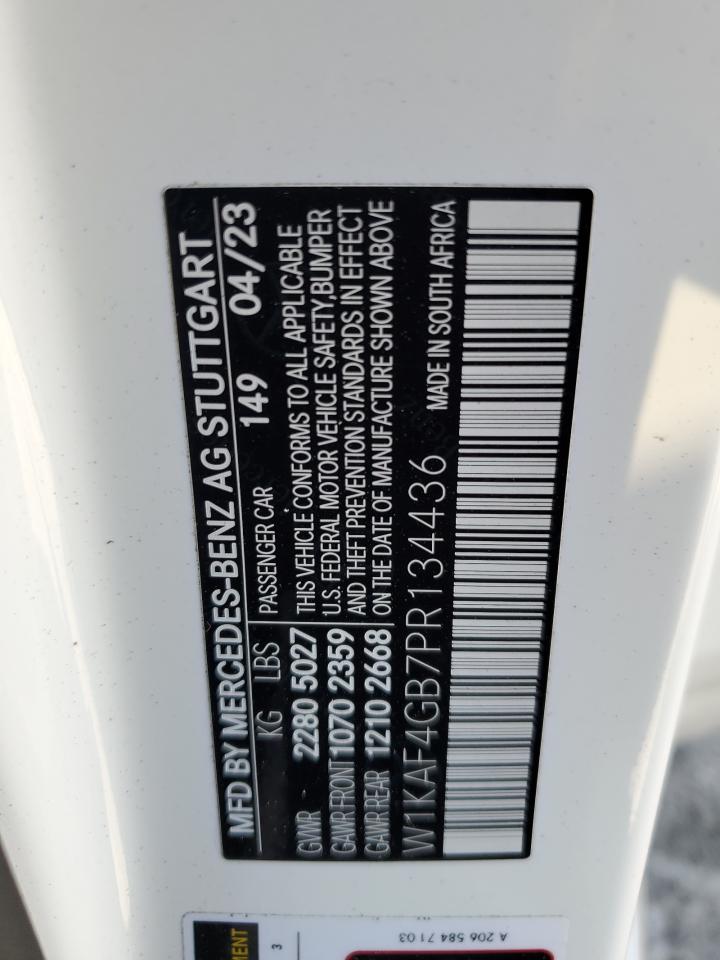 MFD BY MERCEDES-BENZ AG STUTTGART
149 04/23
KG LBS PASSENGER CAR
GVWR 2280 5027 THIS VEHICLE CONFORMS TO ALL APPLICABLE
U.S. FEDERAL MOTOR VEHICLE SAFETY,BUMPER
GAWR FRONT 1070 2359 AND THEFT PREVENTION STANDARDS IN EFFECT
GAWR REAR 1210 2668 ON THE DATE OF MANUFACTURE SHOWN ABOVE
W1KAF4GB7PR134436 MADE IN SOUTH AFRICA
3
A 206 584 71 03